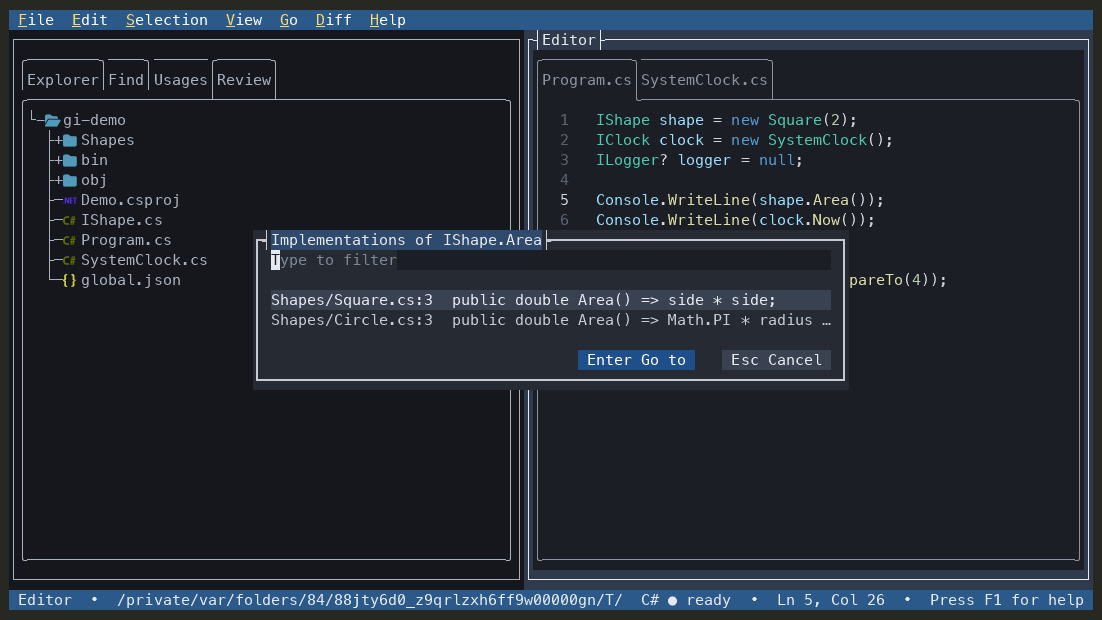 File Edit Selection View Go Diff Help
Editor
Explorer Find Usages Review
Program.cs SystemClock.cs
gi-demo
Shapes
bin
obj
.NET Demo.csproj
C# IShape.cs
C# Program.cs
C# SystemClock.cs
{} global.json
1 IShape shape = new Square(2);
2 IClock clock = new SystemClock();
3 ILogger? logger = null;
4
5 Console.WriteLine(shape.Area());
6 Console.WriteLine(clock.Now());
pareTo(4));
Implementations of IShape.Area
Type to filter
Shapes/Square.cs:3 public double Area() => side * side;
Shapes/Circle.cs:3 public double Area() => Math.PI * radius …
Enter Go to Esc Cancel
Editor • /private/var/folders/84/88jty6d0_z9qrlzxh6ff9w00000gn/T/ C# ● ready • Ln 5, Col 26 • Press F1 for help